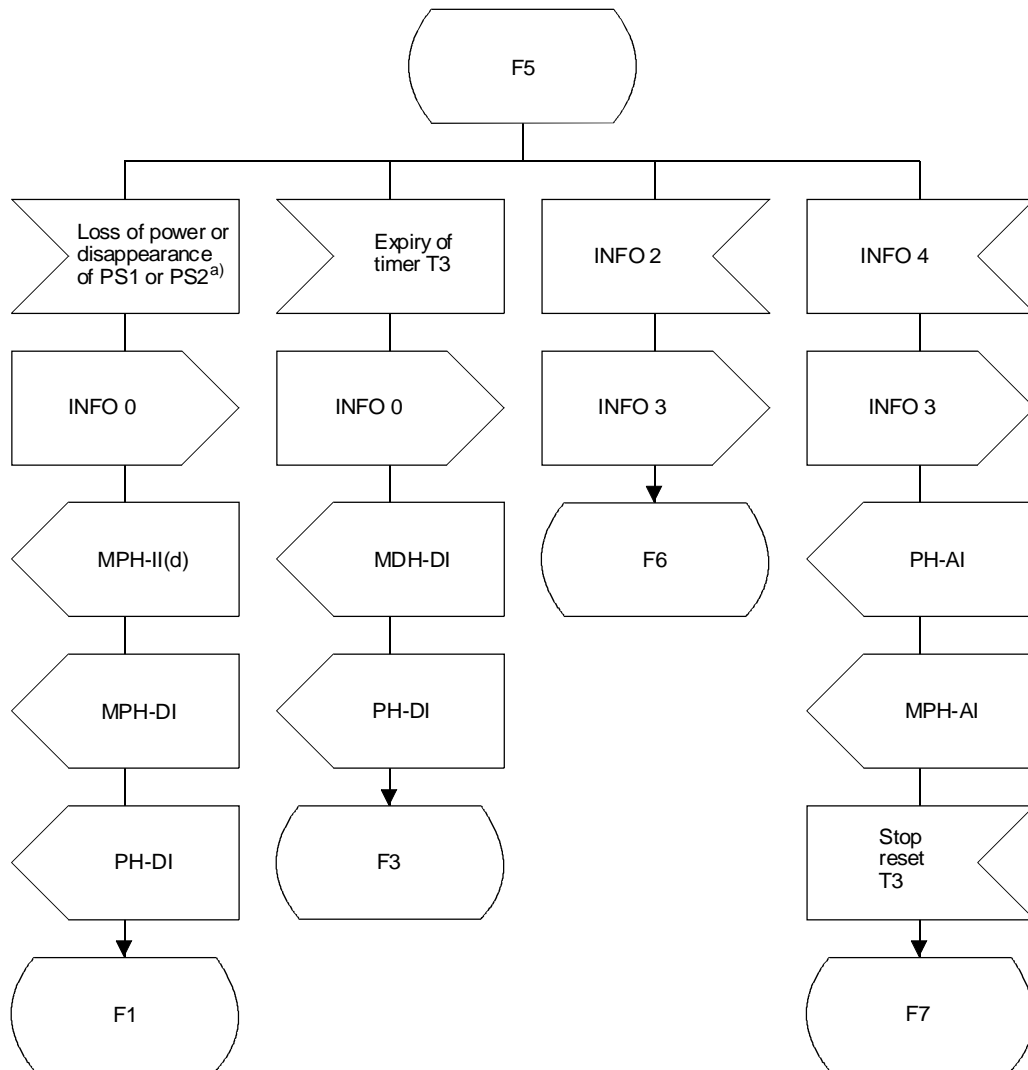 F5
Loss of power or
disappearance
of PS1 or PS2a)
Expiry of
timer T3
INFO 2
INFO 4
INFO 0
INFO 0
INFO 3
INFO 3
MPH-II(d)
MDH-DI
F6
PH-AI
MPH-DI
PH-DI
MPH-AI
PH-DI
F3
Stop
reset
T3
F1
F7